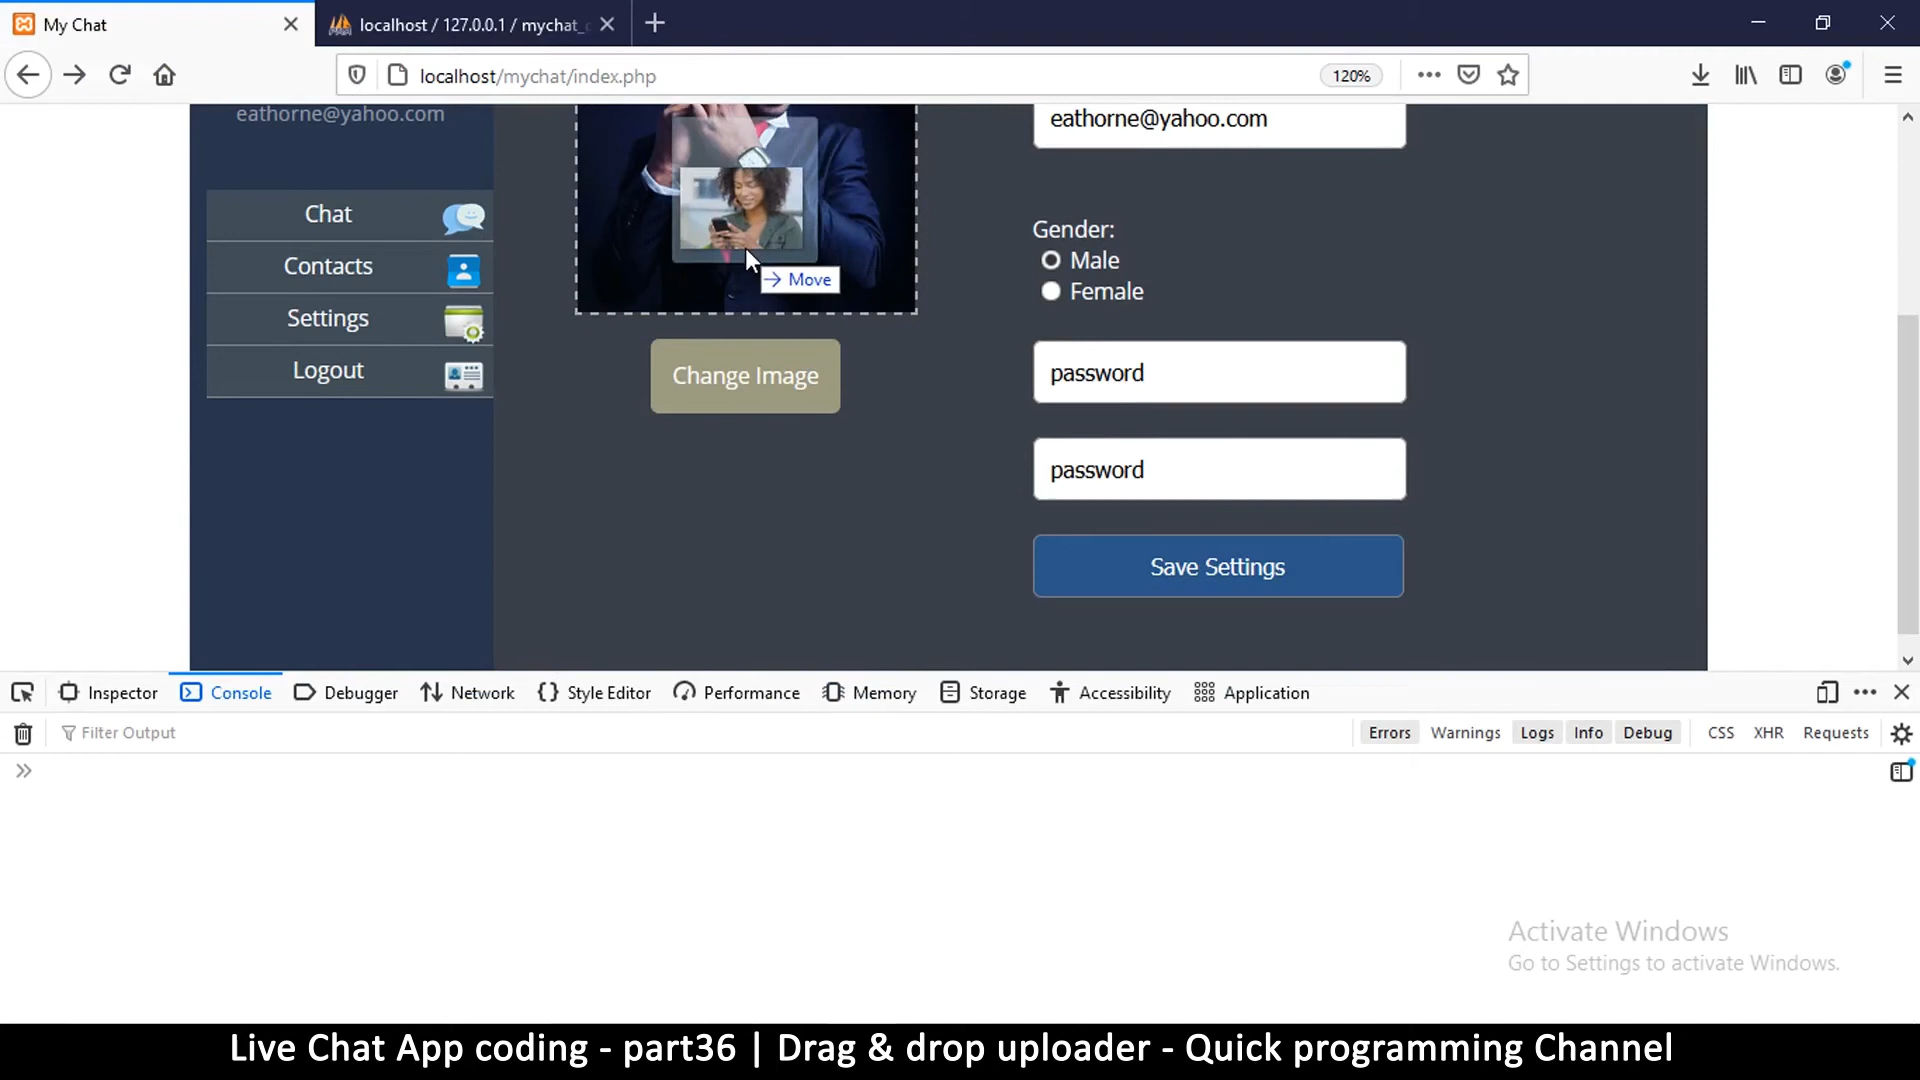 My Chat
localhost / 127.0.0.1 / mychat_
localhost/mychat/index.php
120%
eathorne@yahoo.com
Chat
Contacts
Settings
Logout
Move
Change Image
eathorne@yahoo.com
Gender:
Male
Female
password
password
Save Settings
Inspector
Console
Debugger
Network
Style Editor
Performance
Memory
Storage
Accessibility
Application
Filter Output
Errors
Warnings
Logs
Info
Debug
CSS
XHR
Requests
Activate Windows
Go to Settings to activate Windows.
Live Chat App coding - part36 | Drag & drop uploader - Quick programming Channel